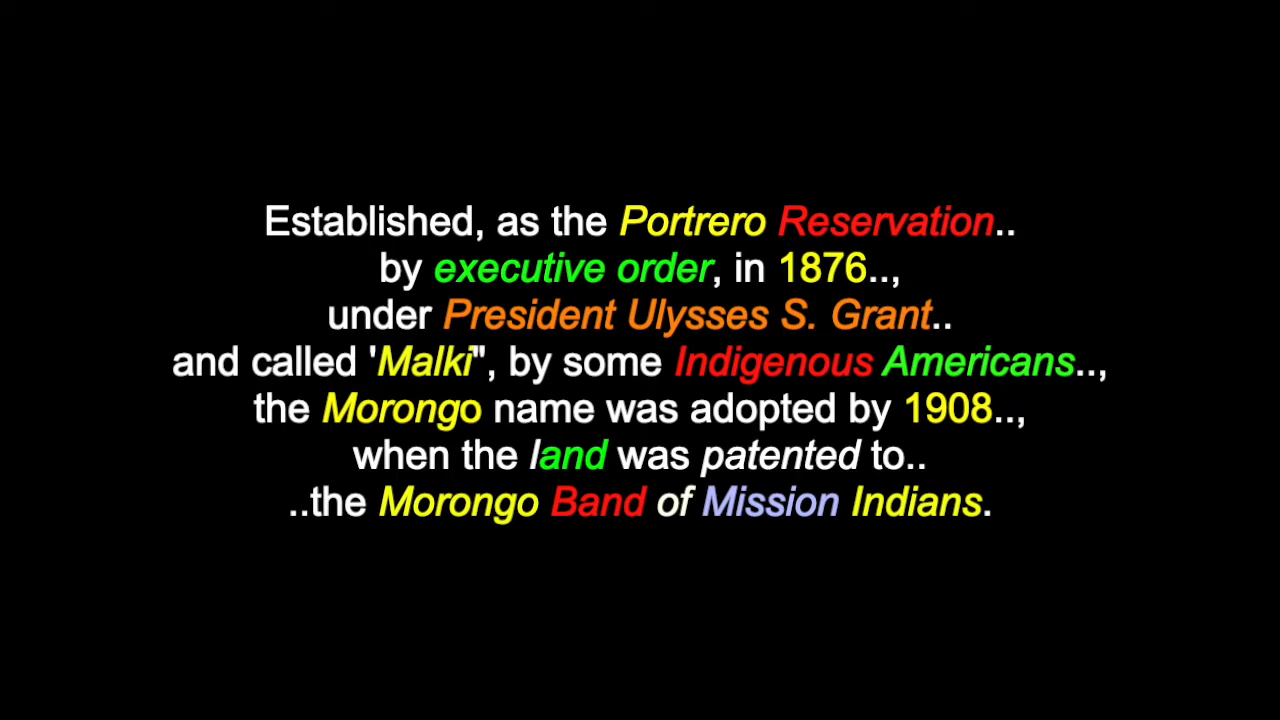 Established, as the Portrero Reservation..
by executive order, in 1876..,
under President Ulysses S. Grant..
and called 'Malki", by some Indigenous Americans..,
the Morongo name was adopted by 1908..,
when the land was patented to..
..the Morongo Band of Mission Indians.